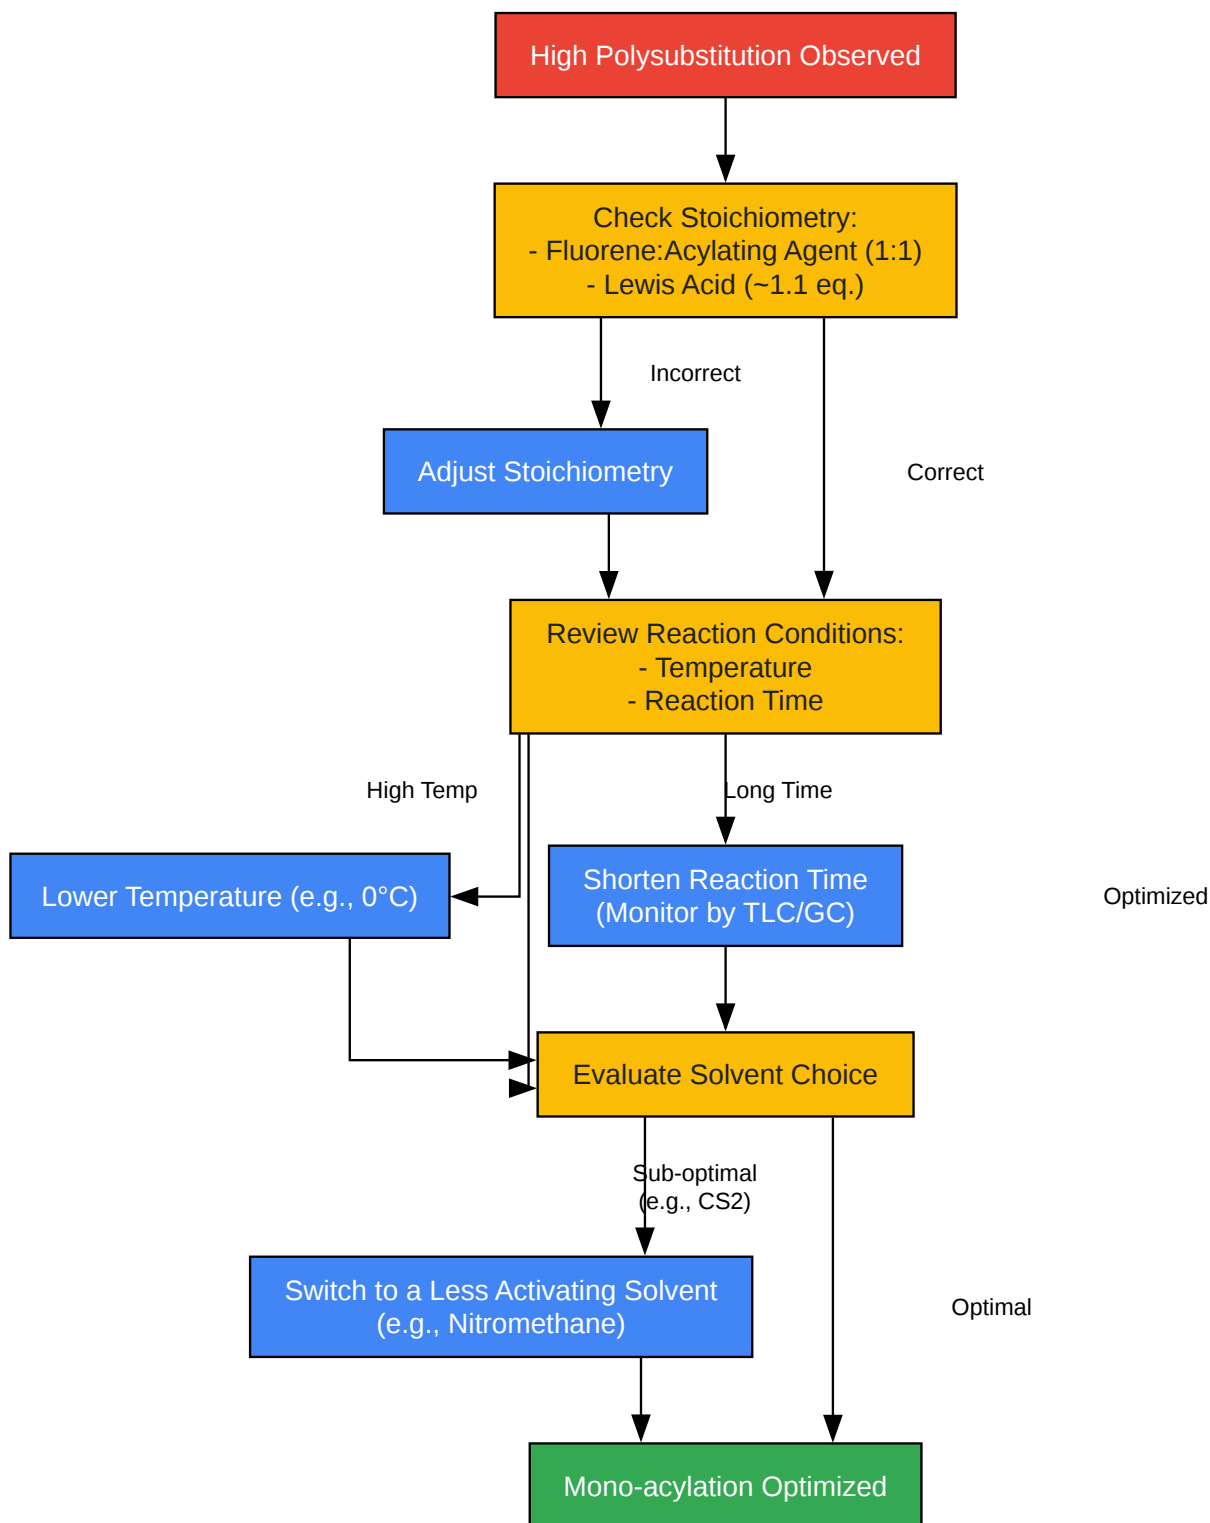 High Polysubstitution Observed
Check Stoichiometry:
- Fluorene:Acylating Agent (1:1)
- Lewis Acid (~1.1 eq.)
Incorrect
Adjust Stoichiometry
Correct
Review Reaction Conditions:
- Temperature
- Reaction Time
High Temp
Long Time
Lower Temperature (e.g., 0°C)
Shorten Reaction Time
(Monitor by TLC/GC)
Optimized
Evaluate Solvent Choice
Sub-optimal
(e.g., CS2)
Switch to a Less Activating Solvent
(e.g., Nitromethane)
Optimal
Mono-acylation Optimized